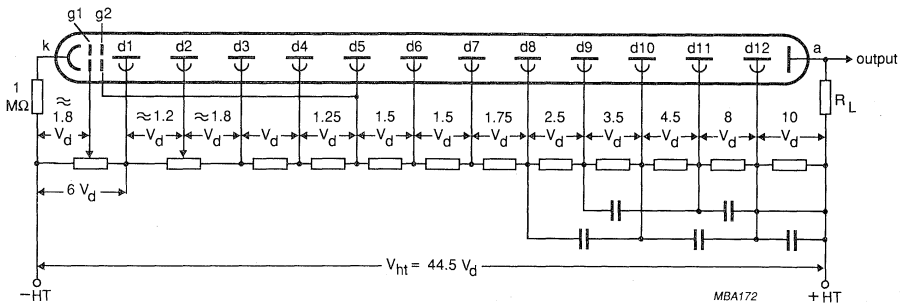 g1 g2
k d1 d2 d3 d4 d5 d6 d7 d8 d9 d10 d11 d12 a output
1 MΩ
R_L
≈ 1.8 V_d
≈1.2 V_d
≈1.8 V_d
V_d
1.25 V_d
1.5 V_d
1.5 V_d
1.75 V_d
2.5 V_d
3.5 V_d
4.5 V_d
8 V_d
10 V_d
6 V_d
V_ht = 44.5 V_d
−HT
MBA172
+HT